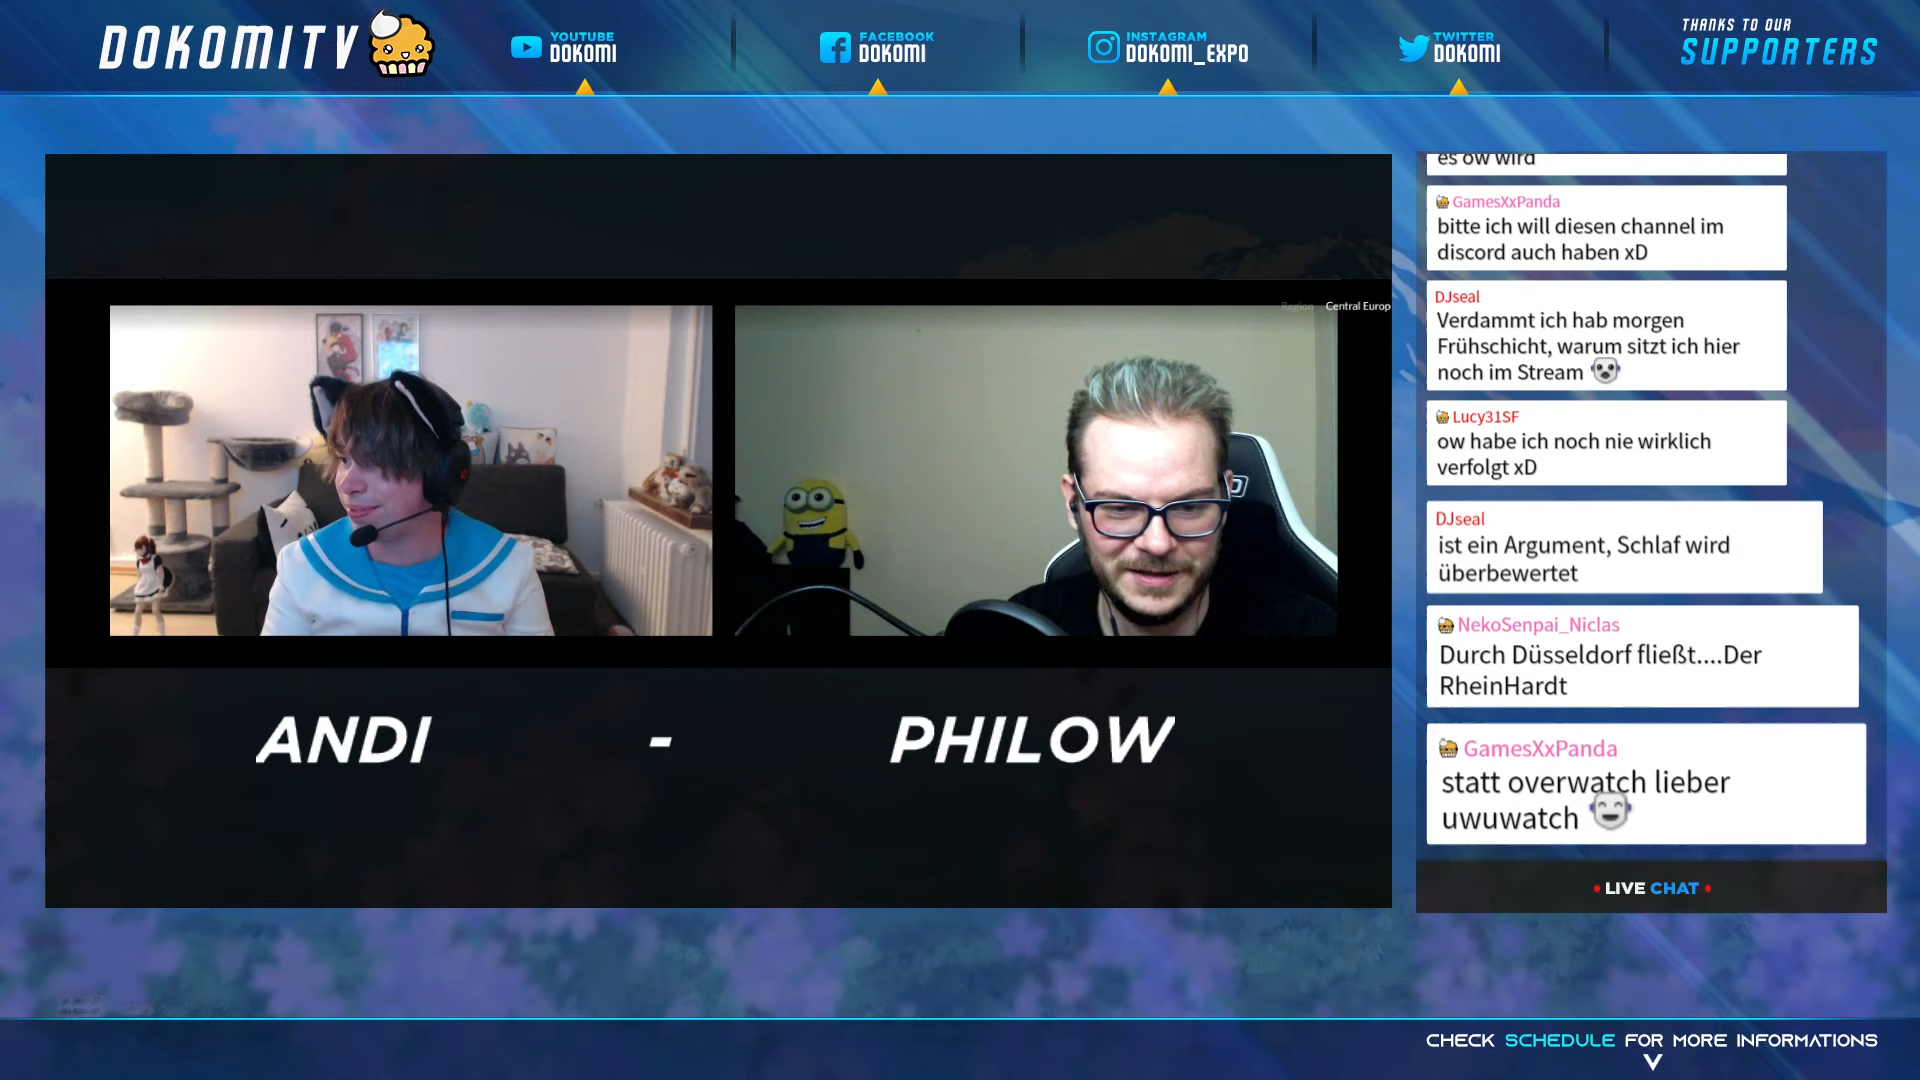 DOKOMITV
YOUTUBE
DOKOMI
FACEBOOK
DOKOMI
INSTAGRAM
DOKOMI_EXPO
TWITTER
DOKOMI
THANKS TO OUR
SUPPORTERS
Region Central Europ
ANDI - PHILOW
es ow wird
GamesXxPanda
bitte ich will diesen channel im
discord auch haben xD
DJseal
Verdammt ich hab morgen
Frühschicht, warum sitzt ich hier
noch im Stream
Lucy31SF
ow habe ich noch nie wirklich
verfolgt xD
DJseal
ist ein Argument, Schlaf wird
überbewertet
NekoSenpai_Niclas
Durch Düsseldorf fließt....Der
RheinHardt
GamesXxPanda
statt overwatch lieber
uwuwatch
• LIVE CHAT •
CHECK SCHEDULE FOR MORE INFORMATIONS